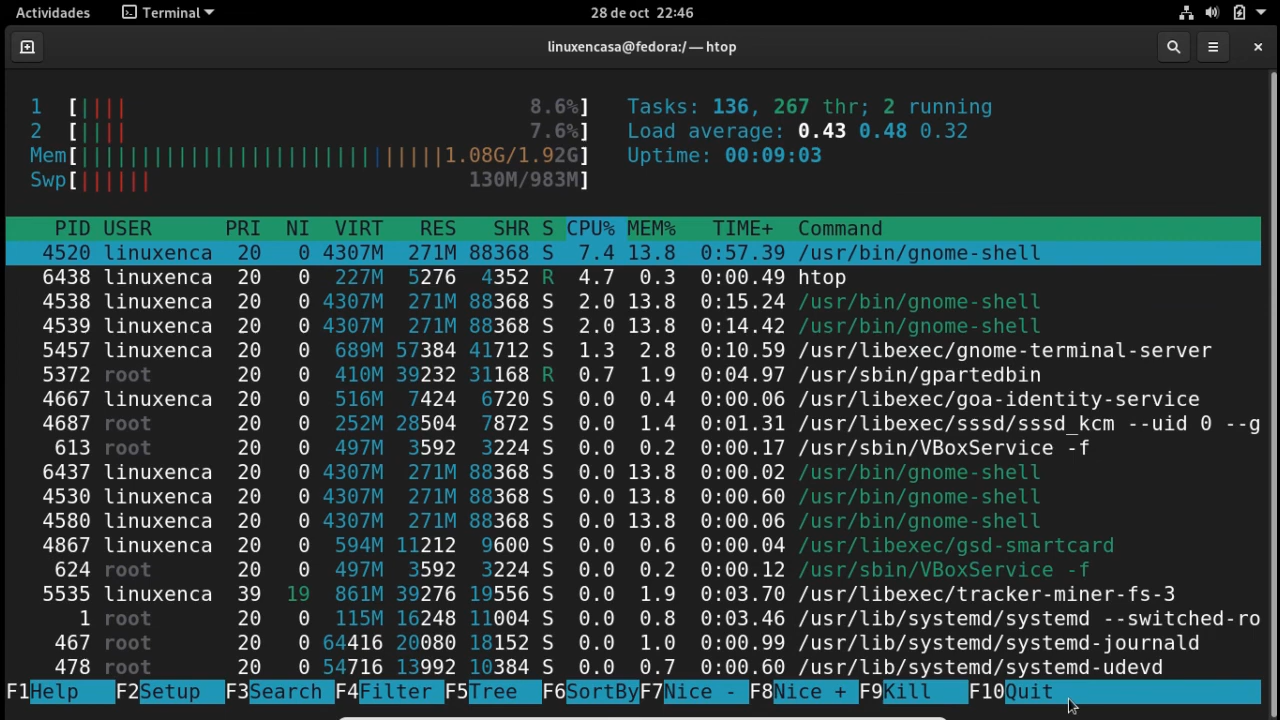 Actividades Terminal 28 de oct 22:46
linuxencasa@fedora:/ — htop
1 [|||| 8.6%] Tasks: 136, 267 thr; 2 running
2 [|||| 7.6%] Load average: 0.43 0.48 0.32
Mem[||||||||||||||||||||||||||||||1.08G/1.92G] Uptime: 00:09:03
Swp[|||||| 130M/983M]
PID USER PRI NI VIRT RES SHR S CPU% MEM% TIME+ Command
4520 linuxenca 20 0 4307M 271M 88368 S 7.4 13.8 0:57.39 /usr/bin/gnome-shell
6438 linuxenca 20 0 227M 5276 4352 R 4.7 0.3 0:00.49 htop
4538 linuxenca 20 0 4307M 271M 88368 S 2.0 13.8 0:15.24 /usr/bin/gnome-shell
4539 linuxenca 20 0 4307M 271M 88368 S 2.0 13.8 0:14.42 /usr/bin/gnome-shell
5457 linuxenca 20 0 689M 57384 41712 S 1.3 2.8 0:10.59 /usr/libexec/gnome-terminal-server
5372 root 20 0 410M 39232 31168 R 0.7 1.9 0:04.97 /usr/sbin/gpartedbin
4667 linuxenca 20 0 516M 7424 6720 S 0.0 0.4 0:00.06 /usr/libexec/goa-identity-service
4687 root 20 0 252M 28504 7872 S 0.0 1.4 0:01.31 /usr/libexec/sssd/sssd_kcm --uid 0 --g
613 root 20 0 497M 3592 3224 S 0.0 0.2 0:00.17 /usr/sbin/VBoxService -f
6437 linuxenca 20 0 4307M 271M 88368 S 0.0 13.8 0:00.02 /usr/bin/gnome-shell
4530 linuxenca 20 0 4307M 271M 88368 S 0.0 13.8 0:00.60 /usr/bin/gnome-shell
4580 linuxenca 20 0 4307M 271M 88368 S 0.0 13.8 0:00.06 /usr/bin/gnome-shell
4867 linuxenca 20 0 594M 11212 9600 S 0.0 0.6 0:00.04 /usr/libexec/gsd-smartcard
624 root 20 0 497M 3592 3224 S 0.0 0.2 0:00.12 /usr/sbin/VBoxService -f
5535 linuxenca 39 19 861M 39276 19556 S 0.0 1.9 0:03.70 /usr/libexec/tracker-miner-fs-3
1 root 20 0 115M 16248 11004 S 0.0 0.8 0:03.46 /usr/lib/systemd/systemd --switched-ro
467 root 20 0 64416 20080 18152 S 0.0 1.0 0:00.99 /usr/lib/systemd/systemd-journald
478 root 20 0 54716 13992 10384 S 0.0 0.7 0:00.60 /usr/lib/systemd/systemd-udevd
F1Help F2Setup F3Search F4Filter F5Tree F6SortByF7Nice - F8Nice + F9Kill F10Quit